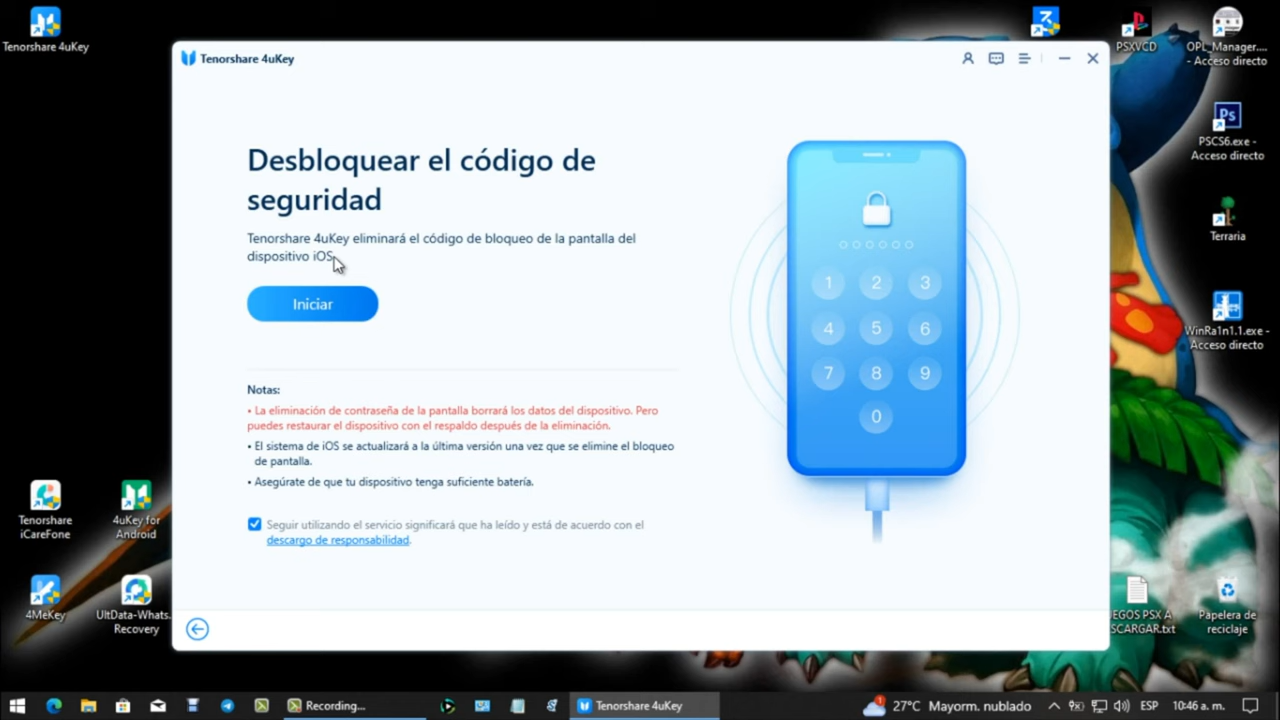 Tenorshare 4uKey
PSXVCD
OPL_Manager....
- Acceso directo
Tenorshare 4uKey
Desbloquear el código de
seguridad
Tenorshare 4uKey eliminará el código de bloqueo de la pantalla del
dispositivo iOS.
Iniciar
Notas:
• La eliminación de contraseña de la pantalla borrará los datos del dispositivo. Pero
puedes restaurar el dispositivo con el respaldo después de la eliminación.
• El sistema de iOS se actualizará a la última versión una vez que se elimine el bloqueo
de pantalla.
• Asegúrate de que tu dispositivo tenga suficiente batería.
Seguir utilizando el servicio significará que ha leído y está de acuerdo con el
descargo de responsabilidad.
1 2 3
4 5 6
7 8 9
0
Ps
PSCS6.exe -
Acceso directo
Terraria
WinRa1n1.1.exe -
Acceso directo
Tenorshare
iCareFone
4uKey for
Android
4MeKey
UltData-Whats.
Recovery
EGOS PSX A
SCARGAR.txt
Papelera de
reciclaje
Recording...
Tenorshare 4uKey
1
27°C Mayorm. nublado
ESP
10:46 a. m.